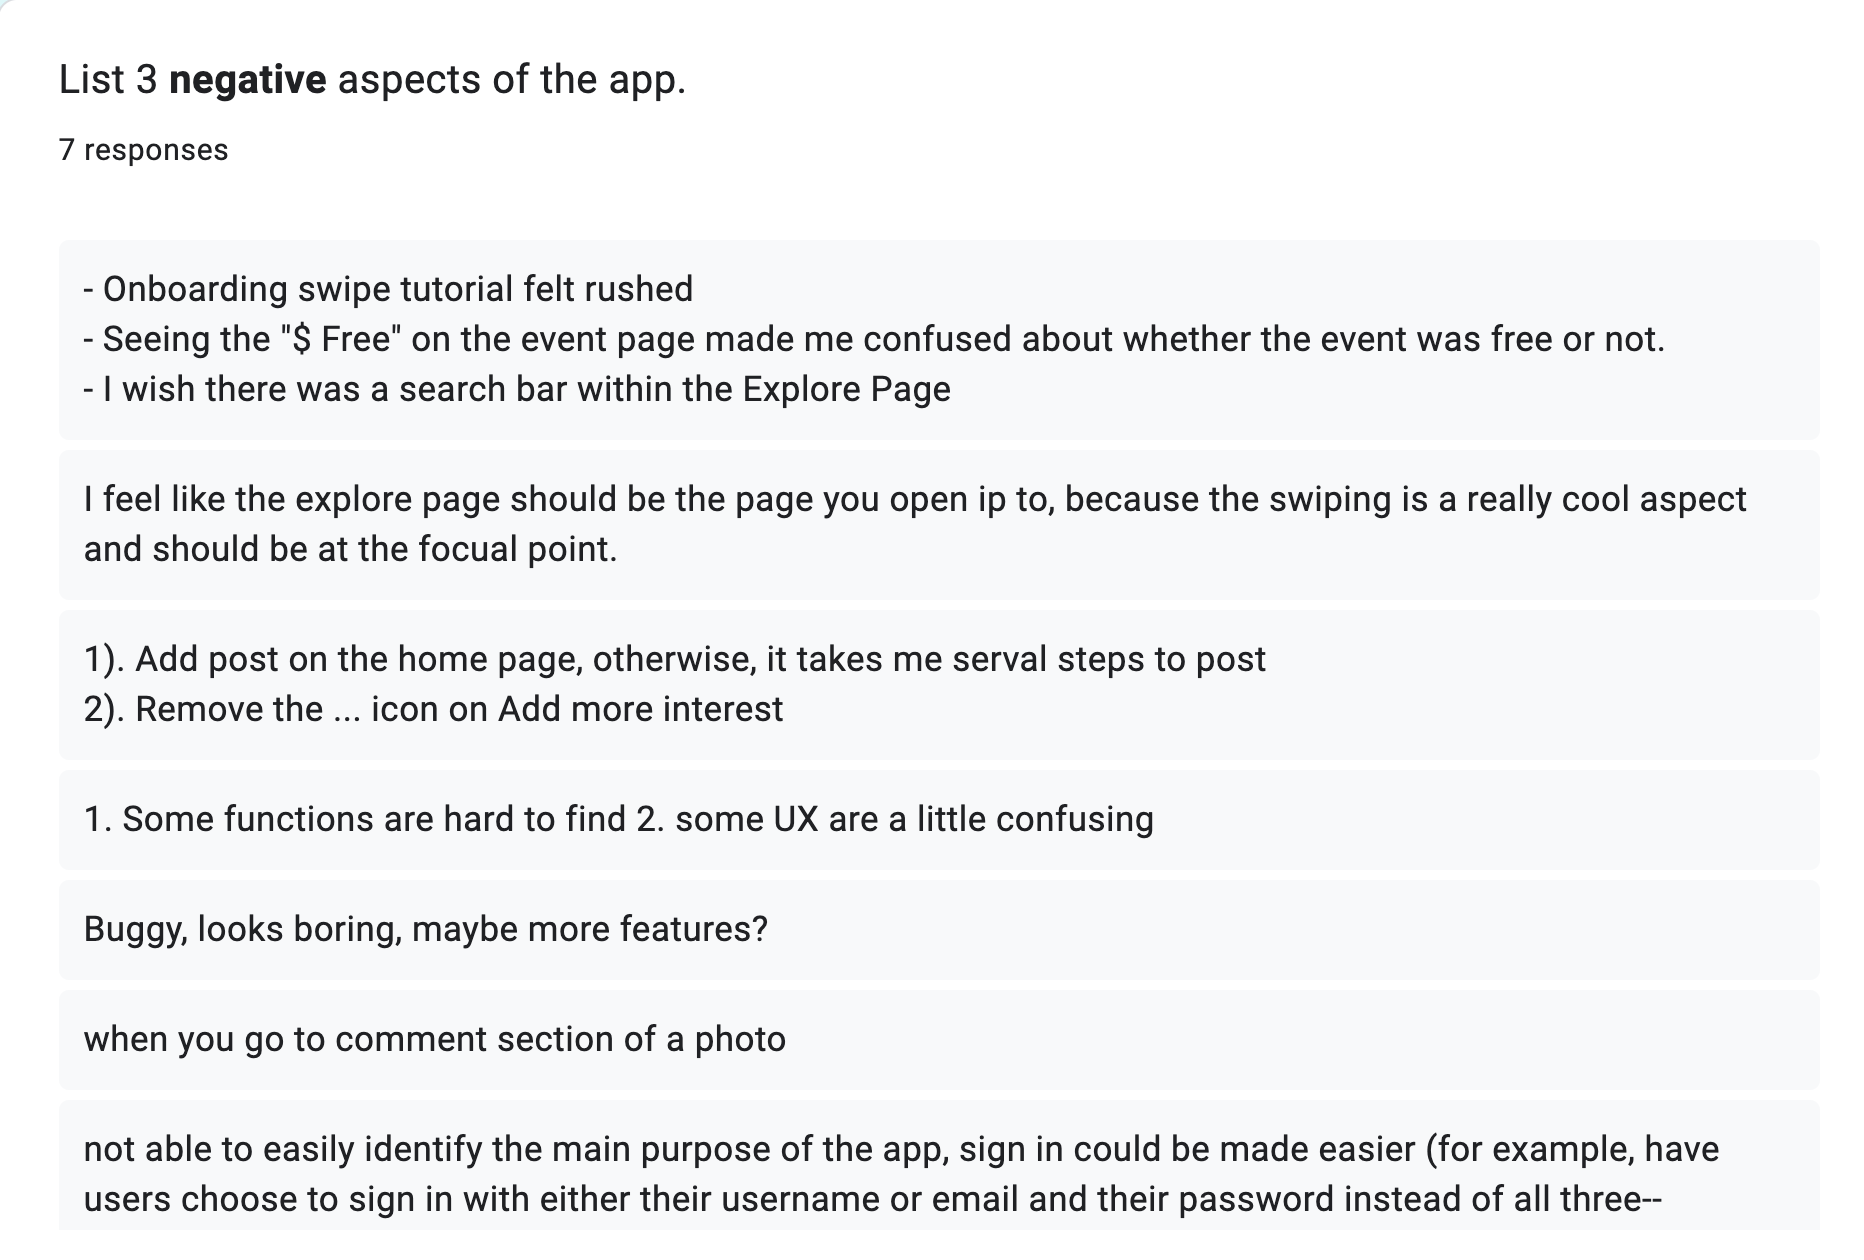 List 3 negative aspects of the app.
7 responses
- Onboarding swipe tutorial felt rushed
- Seeing the "$ Free" on the event page made me confused about whether the event was free or not.
- I wish there was a search bar within the Explore Page
I feel like the explore page should be the page you open ip to, because the swiping is a really cool aspect
and should be at the focual point.
1). Add post on the home page, otherwise, it takes me serval steps to post
2). Remove the ... icon on Add more interest
1. Some functions are hard to find 2. some UX are a little confusing
Buggy, looks boring, maybe more features?
when you go to comment section of a photo
not able to easily identify the main purpose of the app, sign in could be made easier (for example, have
users choose to sign in with either their username or email and their password instead of all three--